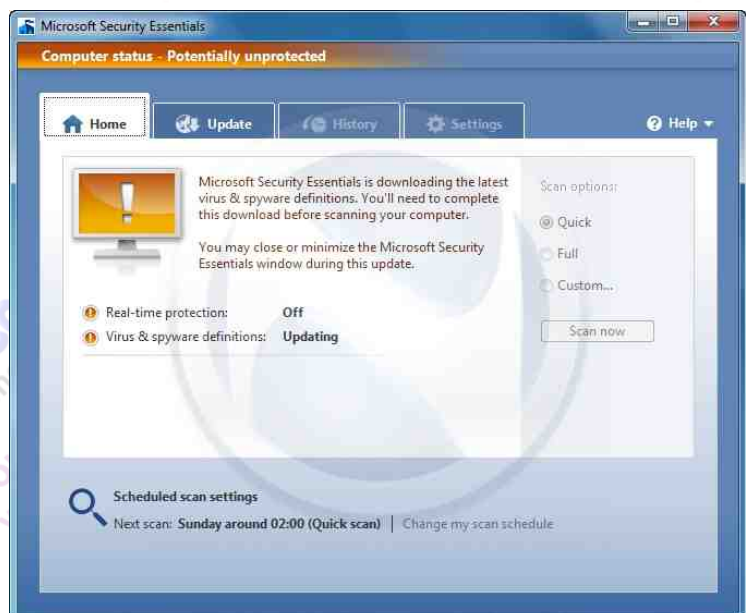 Microsoft Security Essentials
Computer status - Potentially unprotected
Home
Update
History
Settings
Help
Microsoft Security Essentials is downloading the latest
virus & spyware definitions. You'll need to complete
this download before scanning your computer.
You may close or minimize the Microsoft Security
Essentials window during this update.
Real-time protection: Off
Virus & spyware definitions: Updating
Scan options:
Quick
Full
Custom...
Scan now
Scheduled scan settings
Next scan: Sunday around 02:00 (Quick scan) | Change my scan schedule